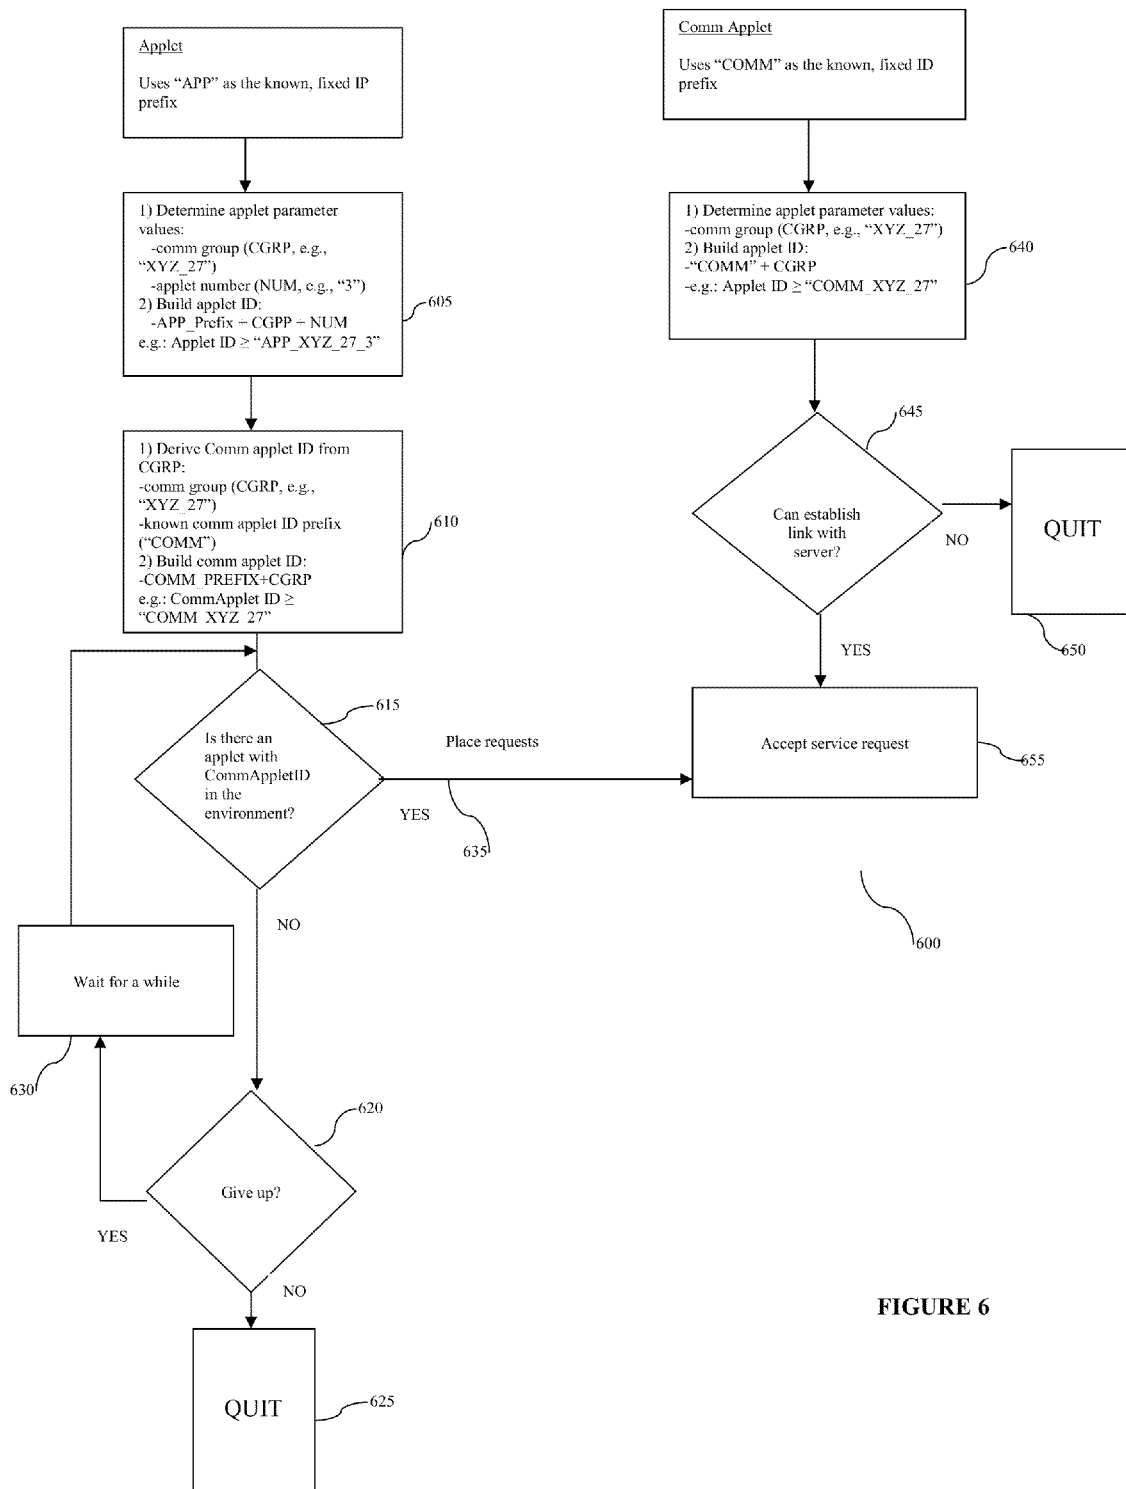 Applet
Uses “APP” as the known, fixed IP
prefix
1) Determine applet parameter
values:
-comm group (CGRP, e.g.,
“XYZ_27”)
-applet number (NUM, e.g., “3”)
2) Build applet ID:
-APP_Prefix + CGPP + NUM
e.g.: Applet ID ≥ “APP_XYZ_27_3”
605
1) Derive Comm applet ID from
CGRP:
-comm group (CGRP, e.g.,
“XYZ_27”)
-known comm applet ID prefix
(“COMM”)
2) Build comm applet ID:
-COMM_PREFIX+CGRP
e.g.: CommApplet ID ≥
“COMM_XYZ_27”
610
Is there an
applet with
CommAppletID
in the
environment?
615
Place requests
YES
635
NO
Wait for a while
630
Give up?
620
YES
NO
QUIT
625
Comm Applet
Uses “COMM” as the known, fixed ID
prefix
1) Determine applet parameter values:
-comm group (CGRP, e.g., “XYZ_27”)
2) Build applet ID:
-“COMM” + CGRP
-e.g.: Applet ID ≥ “COMM_XYZ_27”
640
Can establish
link with
server?
645
NO
QUIT
650
YES
Accept service request
655
600
FIGURE 6